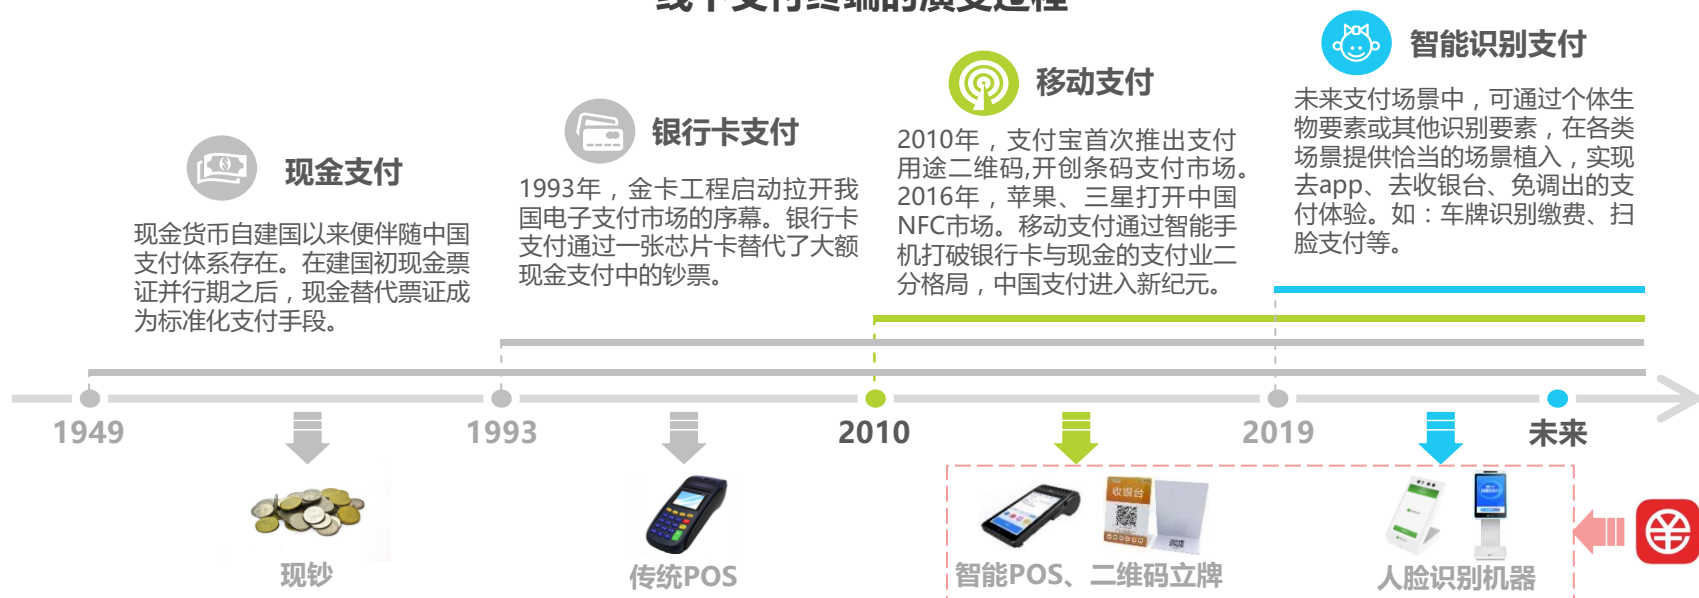 线下支付终端的演变过程
现金支付
现金货币自建国以来便伴随中国
支付体系存在。在建国初现金票
证并行期之后，现金替代票证成
为标准化支付手段。
银行卡支付
1993年，金卡工程启动拉开我
国电子支付市场的序幕。银行卡
支付通过一张芯片卡替代了大额
现金支付中的钞票。
移动支付
2010年，支付宝首次推出支付
用途二维码,开创条码支付市场。
2016年，苹果、三星打开中国
NFC市场。移动支付通过智能手
机打破银行卡与现金的支付业二
分格局，中国支付进入新纪元。
智能识别支付
未来支付场景中，可通过个体生
物要素或其他识别要素，在各类
场景提供恰当的场景植入，实现
去app、去收银台、免调出的支
付体验。如：车牌识别缴费、扫
脸支付等。
1949
1993
2010
2019
未来
收银台
现钞
传统POS
智能POS、二维码立牌
人脸识别机器